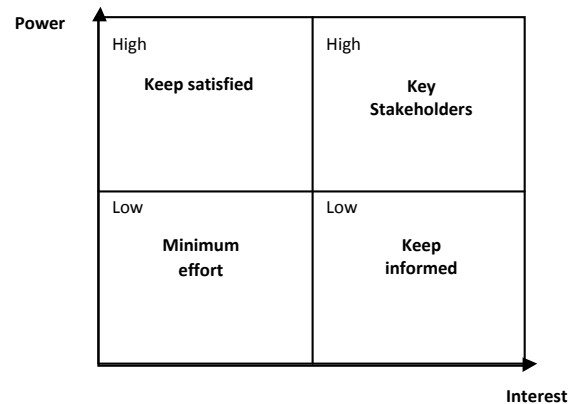 Power
High
High
Keep satisfied
Key
Stakeholders
Low
Low
Minimum
effort
Keep
informed
Interest